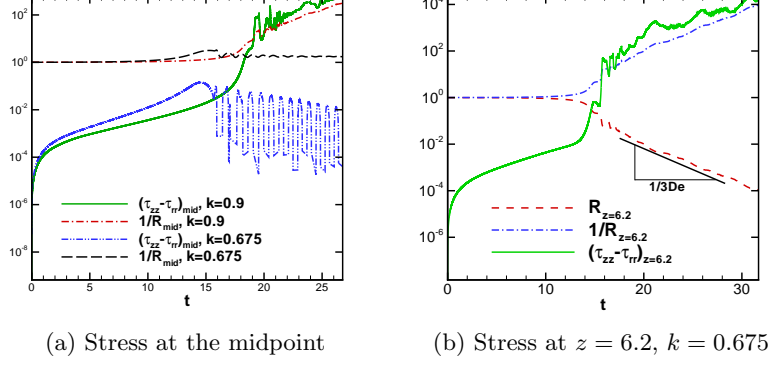 10²
10⁰
10⁻²
10⁻⁴
10⁻⁶
10⁻⁸
(τzz-τrr)mid, k=0.9
1/Rmid, k=0.9
(τzz-τrr)mid, k=0.675
1/Rmid, k=0.675
0 5 10 15 20 25
t
(a) Stress at the midpoint
10⁴
10²
10⁰
10⁻²
10⁻⁴
10⁻⁶
1/3De
Rz=6.2
1/Rz=6.2
(τzz-τrr)z=6.2
0 10 20 30
t
(b) Stress at z = 6.2, k = 0.675